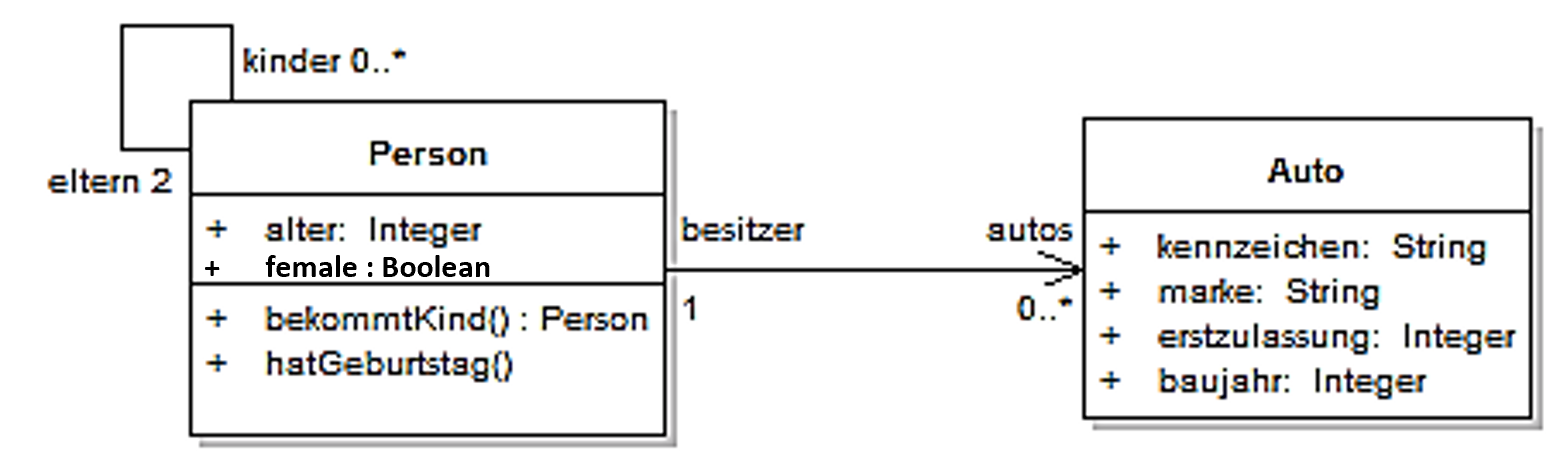 kinder 0..*
eltern 2
Person
+ alter: Integer
+ female : Boolean
+ bekommtKind() : Person
+ hatGeburtstag()
besitzer
1
autos
0..*
Auto
+ kennzeichen: String
+ marke: String
+ erstzulassung: Integer
+ baujahr: Integer